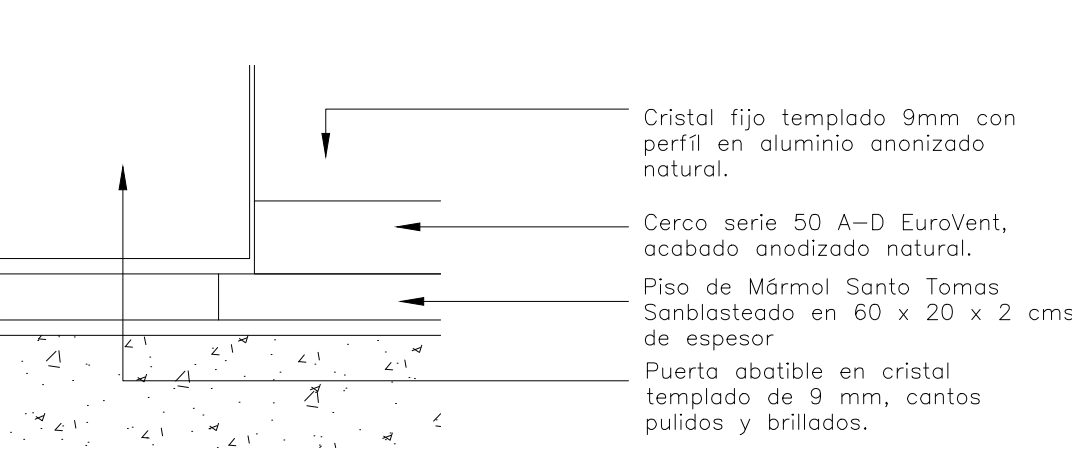 Cristal fijo templado 9mm con
perfíl en aluminio anonizado
natural.
Cerco serie 50 A-D EuroVent,
acabado anodizado natural.
Piso de Mármol Santo Tomas
Sanblasteado en 60 x 20 x 2 cms
de espesor
Puerta abatible en cristal
templado de 9 mm, cantos
pulidos y brillados.